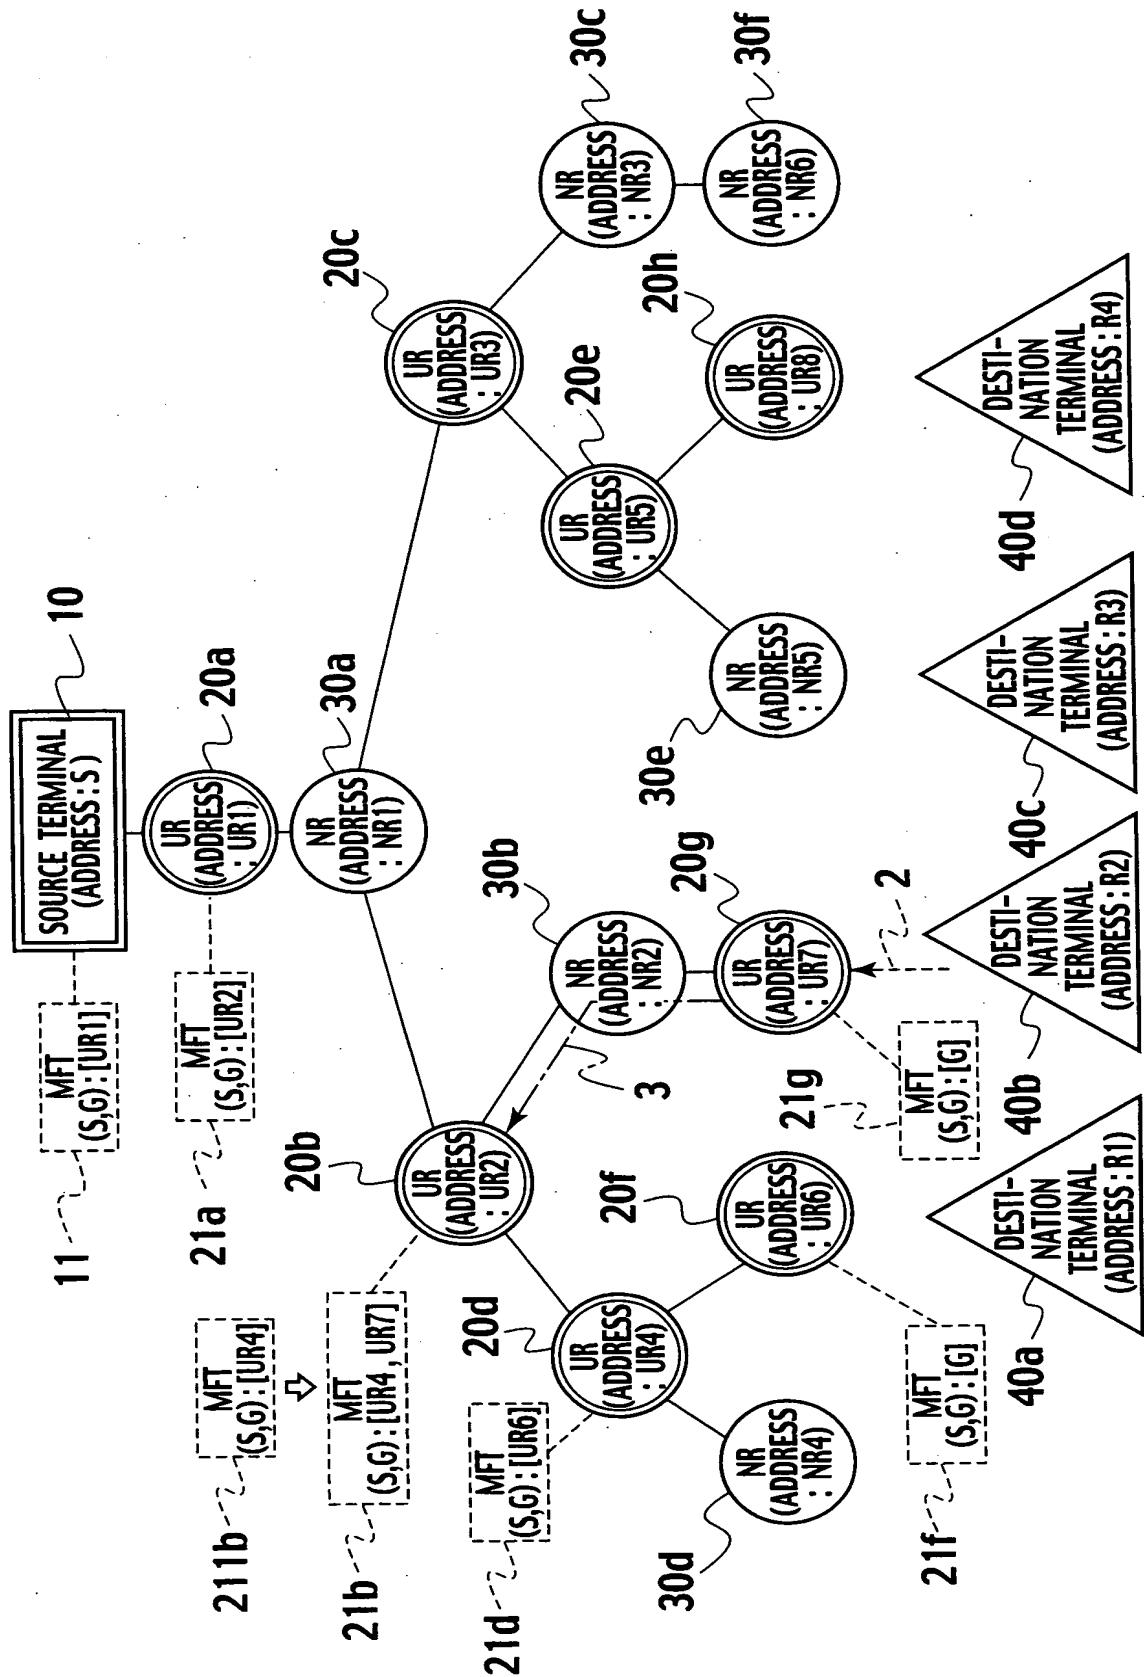 SOURCE TERMINAL
(ADDRESS:S)
10
MFT
(S,G):[UR1]
11
UR
(ADDRESS
: UR1)
20a
MFT
(S,G):[UR2]
21a
NR
(ADDRESS
: NR1)
30a
MFT
(S,G):[UR4]
211b
MFT
(S,G):[UR4, UR7]
21b
UR
(ADDRESS
: UR2)
20b
UR
(ADDRESS
: UR3)
20c
MFT
(S,G):[UR6]
21d
UR
(ADDRESS
: UR4)
20d
3
NR
(ADDRESS
: NR2)
30b
UR
(ADDRESS
: UR5)
20e
NR
(ADDRESS
: NR3)
30c
NR
(ADDRESS
: NR4)
30d
UR
(ADDRESS
: UR6)
20f
UR
(ADDRESS
: UR7)
20g
NR
(ADDRESS
: NR5)
30e
UR
(ADDRESS
: UR8)
20h
NR
(ADDRESS
: NR6)
30f
MFT
(S,G):[G]
21f
MFT
(S,G):[G]
21g
2
DESTI-
NATION
TERMINAL
(ADDRESS:R1)
40a
DESTI-
NATION
TERMINAL
(ADDRESS:R2)
40b
DESTI-
NATION
TERMINAL
(ADDRESS:R3)
40c
DESTI-
NATION
TERMINAL
(ADDRESS:R4)
40d